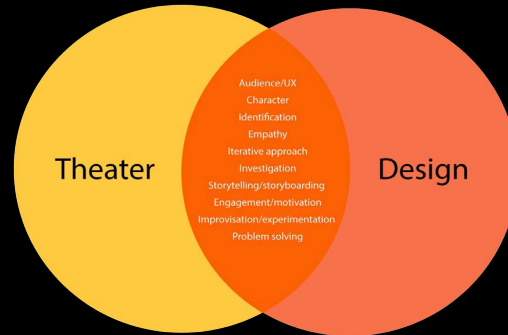 Theater
Audience/UX
Character
Identification
Empathy
Iterative approach
Investigation
Storytelling/storyboarding
Engagement/motivation
Improvisation/experimentation
Problem solving
Design